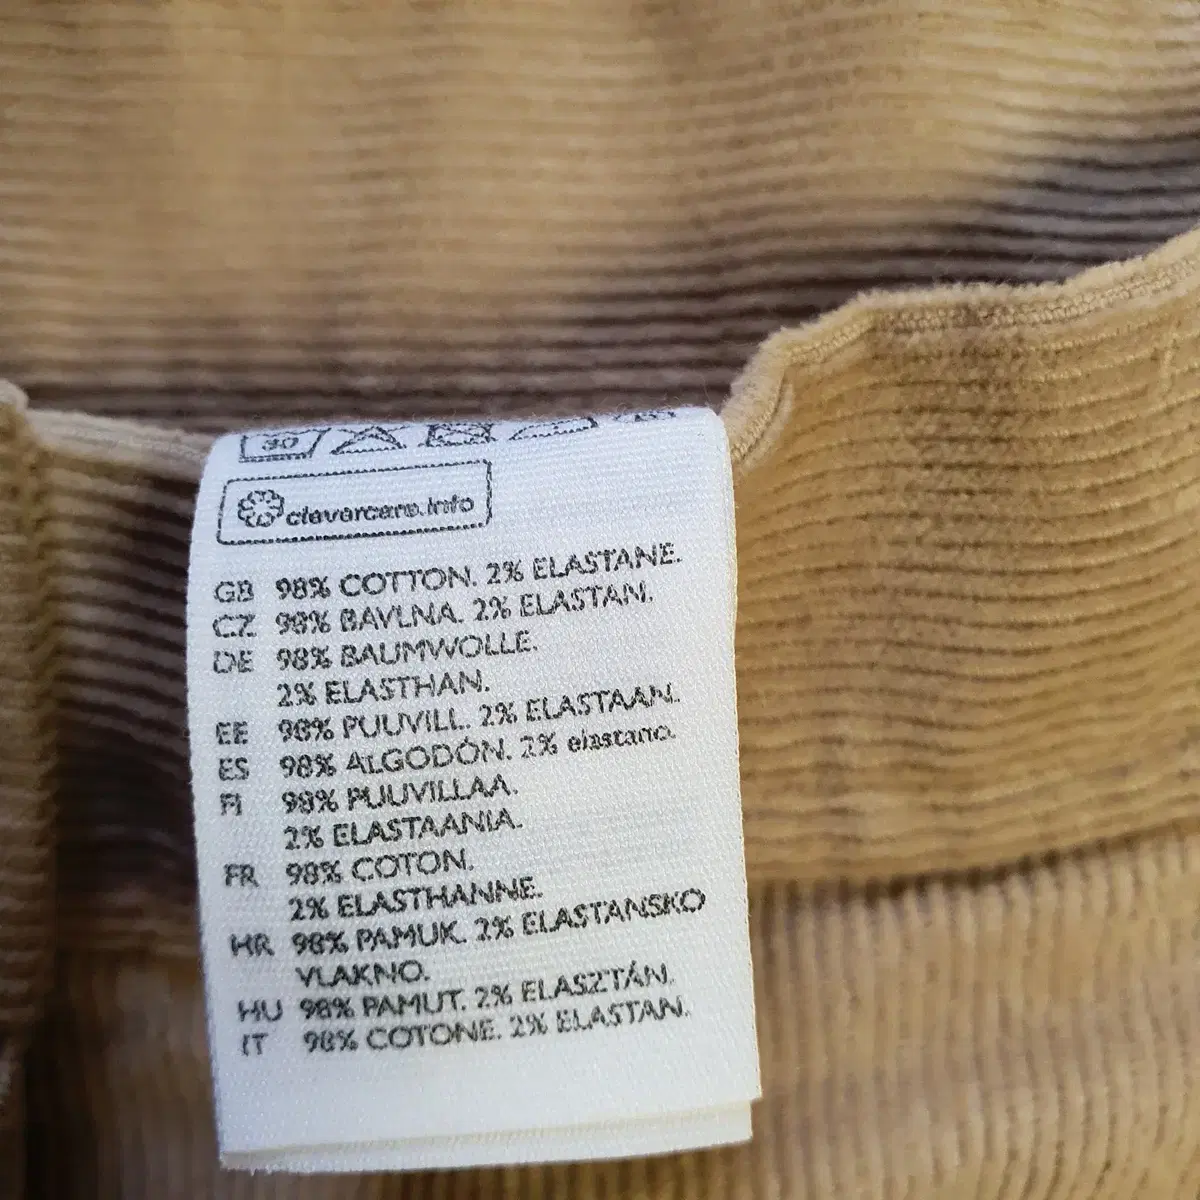 30
clevercare.info
GB 98% COTTON. 2% ELASTANE.
CZ 98% BAVLNA. 2% ELASTAN.
DE 98% BAUMWOLLE.
2% ELASTHAN.
EE 98% PUUVILL. 2% ELASTAAN.
ES 98% ALGODÓN. 2% elastano.
FI 98% PUUVILLAA.
2% ELASTAANIA.
FR 98% COTON.
2% ELASTHANNE.
HR 98% PAMUK. 2% ELASTANSKO
VLAKNO.
HU 98% PAMUT. 2% ELASZTÁN.
IT 98% COTONE. 2% ELASTAN.